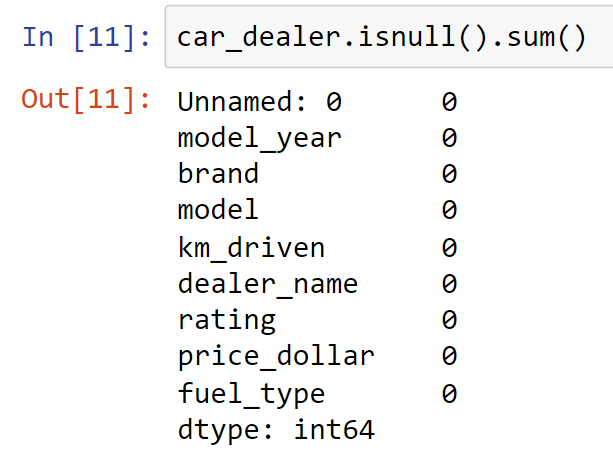 In [11]: car_dealer.isnull().sum()
Out[11]: Unnamed: 0 0
model_year 0
brand 0
model 0
km_driven 0
dealer_name 0
rating 0
price_dollar 0
fuel_type 0
dtype: int64